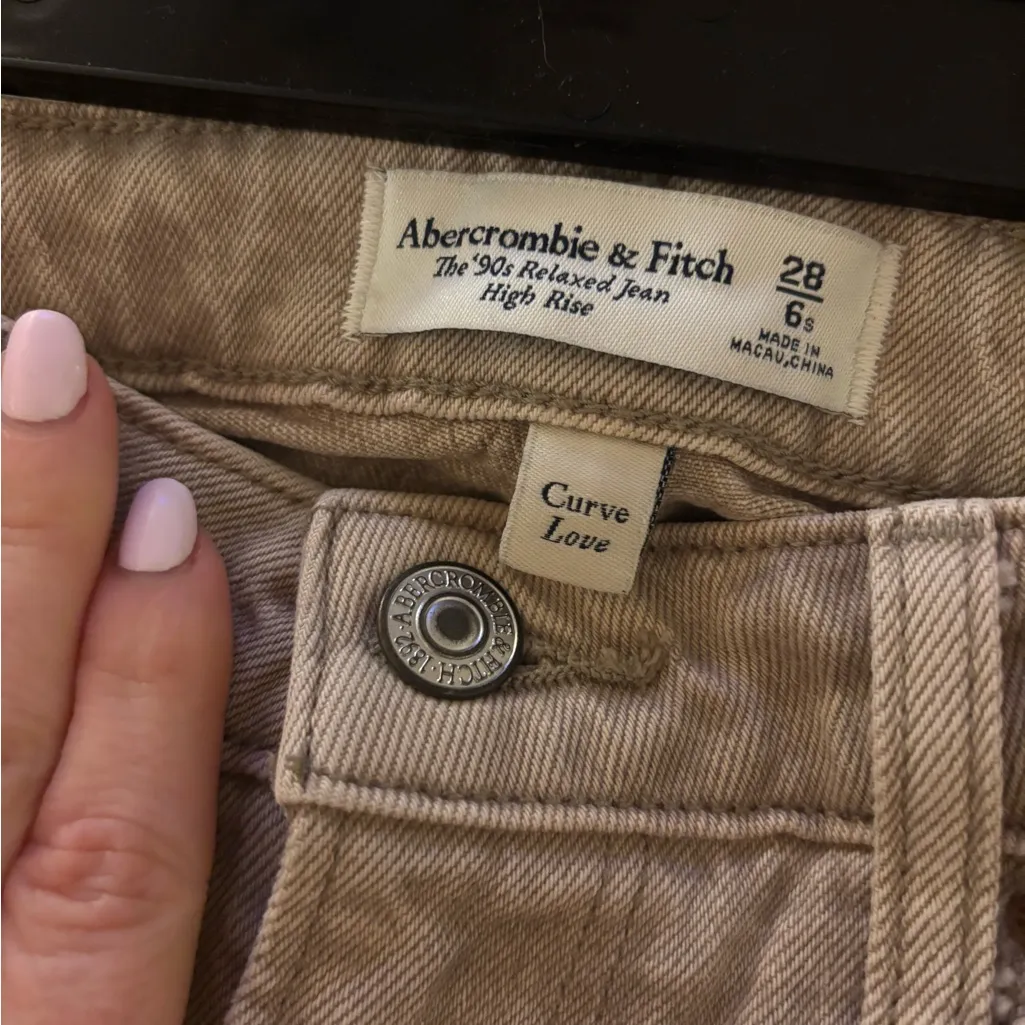 Abercrombie & Fitch
The '90s Relaxed Jean
High Rise
28
6s
MADE IN
MACAU,CHINA
Curve
Love
ABERCROMBIE & FITCH · 1892 ·